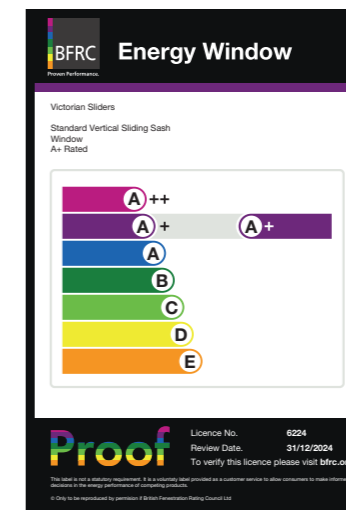 BFRC
Proven Performance.
Energy Window
Victorian Sliders
Standard Vertical Sliding Sash
Window
A+ Rated
A++
A+ A+
A
B
C
D
E
Proof
Licence No. 6224
Review Date. 31/12/2024
To verify this licence please visit bfrc.o
This label is not a statutory requirement. It is a voluntary label provided as a customer service to allow consumers to make
decisions in the energy performance of competing products.
© Only to be reproduced by permission if British Fenestration Rating Council Ltd